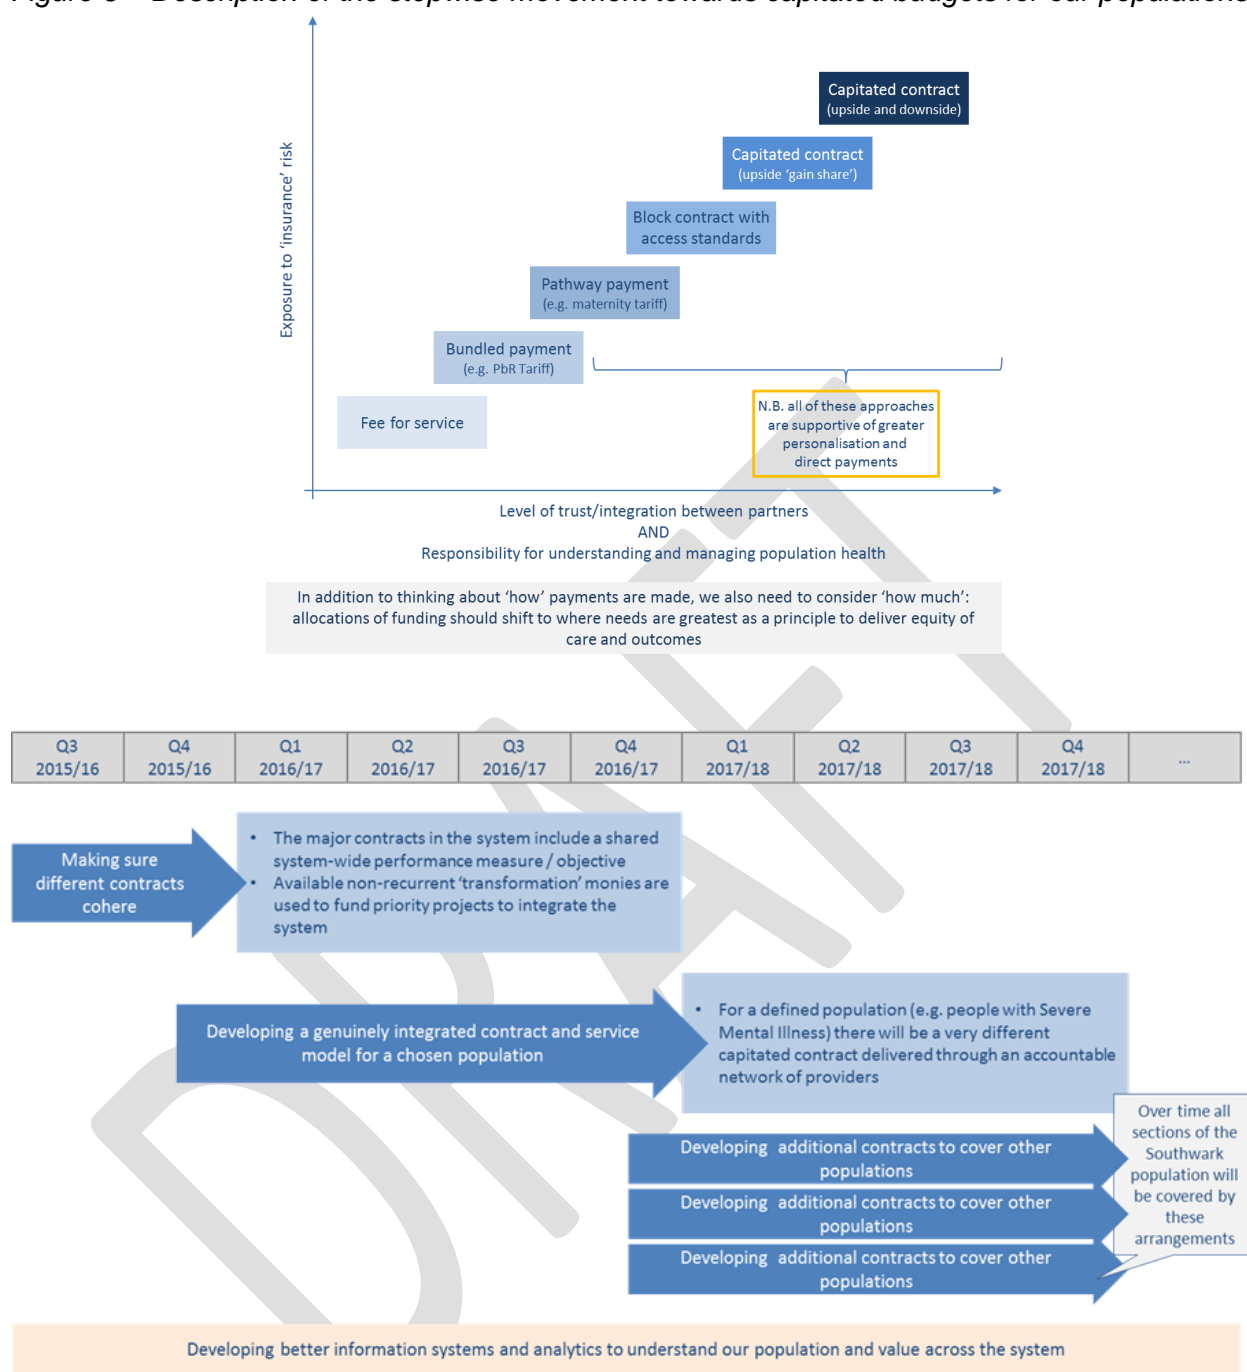 Description of the stepwise movement towards capitated budgets for our populations
Capitated contract
(upside and downside)
Capitated contract
(upside ‘gain share’)
Block contract with
access standards
Pathway payment
(e.g. maternity tariff)
Bundled payment
(e.g. PbR Tariff)
Fee for service
N.B. all of these approaches
are supportive of greater
personalisation and
direct payments
Exposure to ‘insurance’ risk
Level of trust/integration between partners
AND
Responsibility for understanding and managing population health
In addition to thinking about ‘how’ payments are made, we also need to consider ‘how much’:
allocations of funding should shift to where needs are greatest as a principle to deliver equity of
care and outcomes
DRAFT
Q3 2015/16
Q4 2015/16
Q1 2016/17
Q2 2016/17
Q3 2016/17
Q4 2016/17
Q1 2017/18
Q2 2017/18
Q3 2017/18
Q4 2017/18
...
Making sure
different contracts
cohere
• The major contracts in the system include a shared
system-wide performance measure / objective
• Available non-recurrent ‘transformation’ monies are
used to fund priority projects to integrate the
system
Developing a genuinely integrated contract and service
model for a chosen population
• For a defined population (e.g. people with Severe
Mental Illness) there will be a very different
capitated contract delivered through an accountable
network of providers
Developing additional contracts to cover other
populations
Developing additional contracts to cover other
populations
Developing additional contracts to cover other
populations
Over time all
sections of the
Southwark
population will
be covered by
these
arrangements
Developing better information systems and analytics to understand our population and value across the system